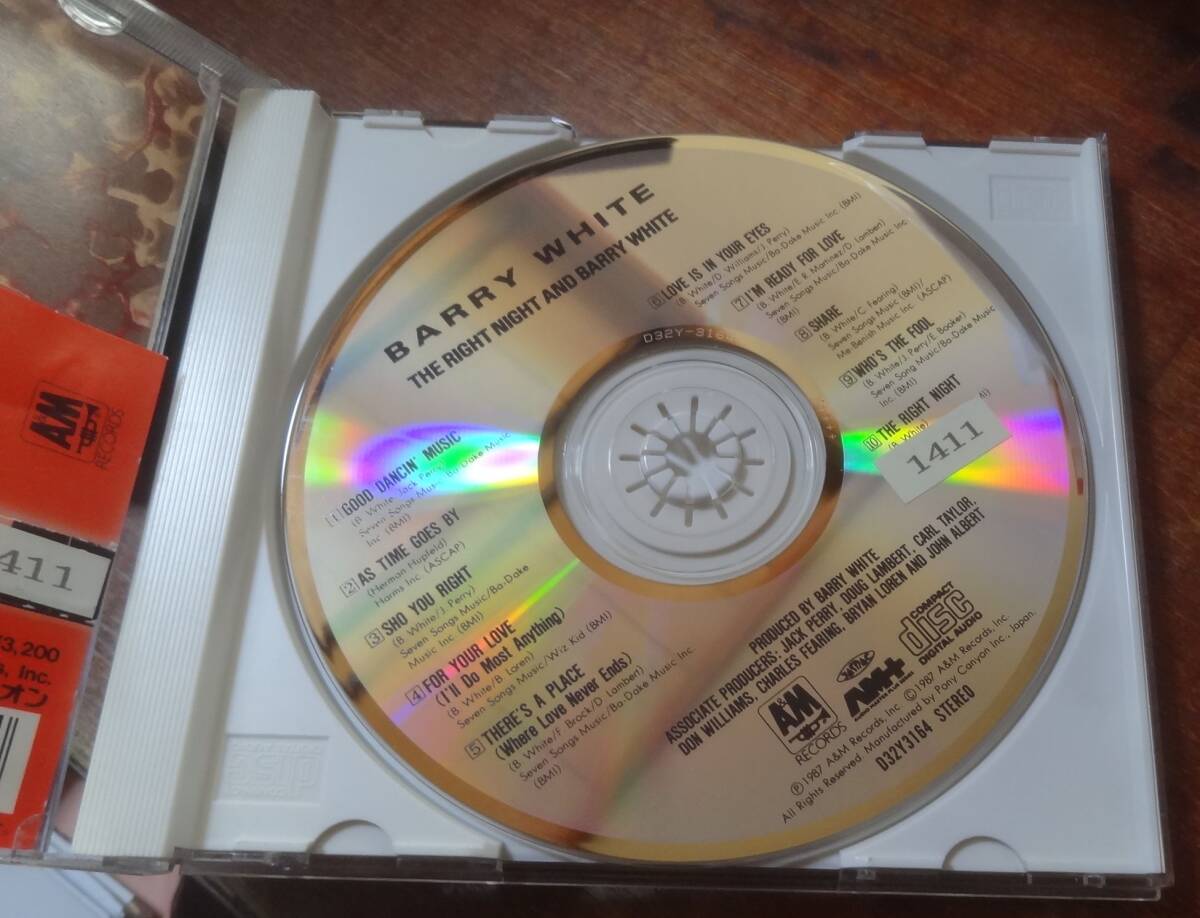 BARRY WHITE
THE RIGHT NIGHT AND BARRY WHITE
1 GOOD DANCIN' MUSIC
(B. White/Jack Perry)
Seven Songs Music/Ba-Dake Music
Inc (BMI)
2 AS TIME GOES BY
(Herman Hupfeld)
Harms Inc. (ASCAP)
3 SHO YOU RIGHT
(B. White/J. Perry)
Seven Songs Music/Ba-Dake
Music Inc (BMI)
4 FOR YOUR LOVE
(I'll Do Most Anything)
(B. White/B. Loren)
Seven Songs Music/Wiz Kid (BMI)
5 THERE'S A PLACE
(Where Love Never Ends)
(B. White/F. Brock/D. Lambert)
Seven Songs Music/Ba-Dake Music Inc
(BMI)
6 LOVE IS IN YOUR EYES
(B. White/D. Williams/J. Perry)
Seven Songs Music/Ba-Dake Music Inc (BMI)
7 I'M READY FOR LOVE
(B. White/E. R. Martinez/D. Lambert)
Seven Songs Music/Ba-Dake Music Inc
(BMI)
8 SHARE
(B. White/C. Fearing)
Seven Songs Music (BMI)/
Me-Benish Music Inc. (ASCAP)
9 WHO'S THE FOOL
(B. White/J. Perry/E. Booker)
Seven Song Music/Ba-Dake Music
Inc (BMI)
10 THE RIGHT NIGHT
(B. White)
1411
D32Y-316
PRODUCED BY BARRY WHITE
ASSOCIATE PRODUCERS: JACK PERRY, DOUG LAMBERT, CARL TAYLOR,
DON WILLIAMS, CHARLES FEARING, BRYAN LOREN AND JOHN ALBERT
A&M
RECORDS
AM+
COMPACT
disc
DIGITAL AUDIO
Ⓟ 1987 A&M Records, Inc. © 1987 A&M Records, Inc.
All Rights Reserved. Manufactured by Pony Canyon Inc., Japan.
D32Y3164 STEREO
A&M
RECORDS
411
3,200
s, Inc.
オン